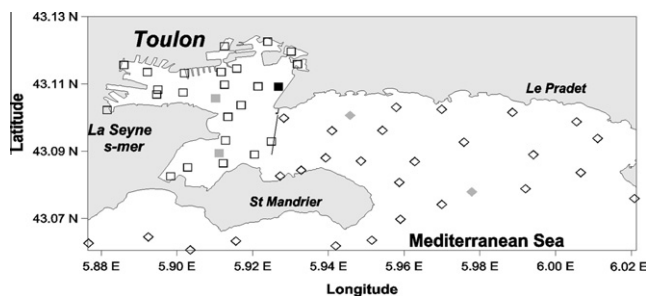 43.13 N
Toulon
43.11 N
Le Pradet
Latitude
La Seyne
s-mer
43.09 N
St Mandrier
43.07 N
Mediterranean Sea
5.88 E 5.90 E 5.92 E 5.94 E 5.96 E 5.98 E 6.00 E 6.02 E
Longitude